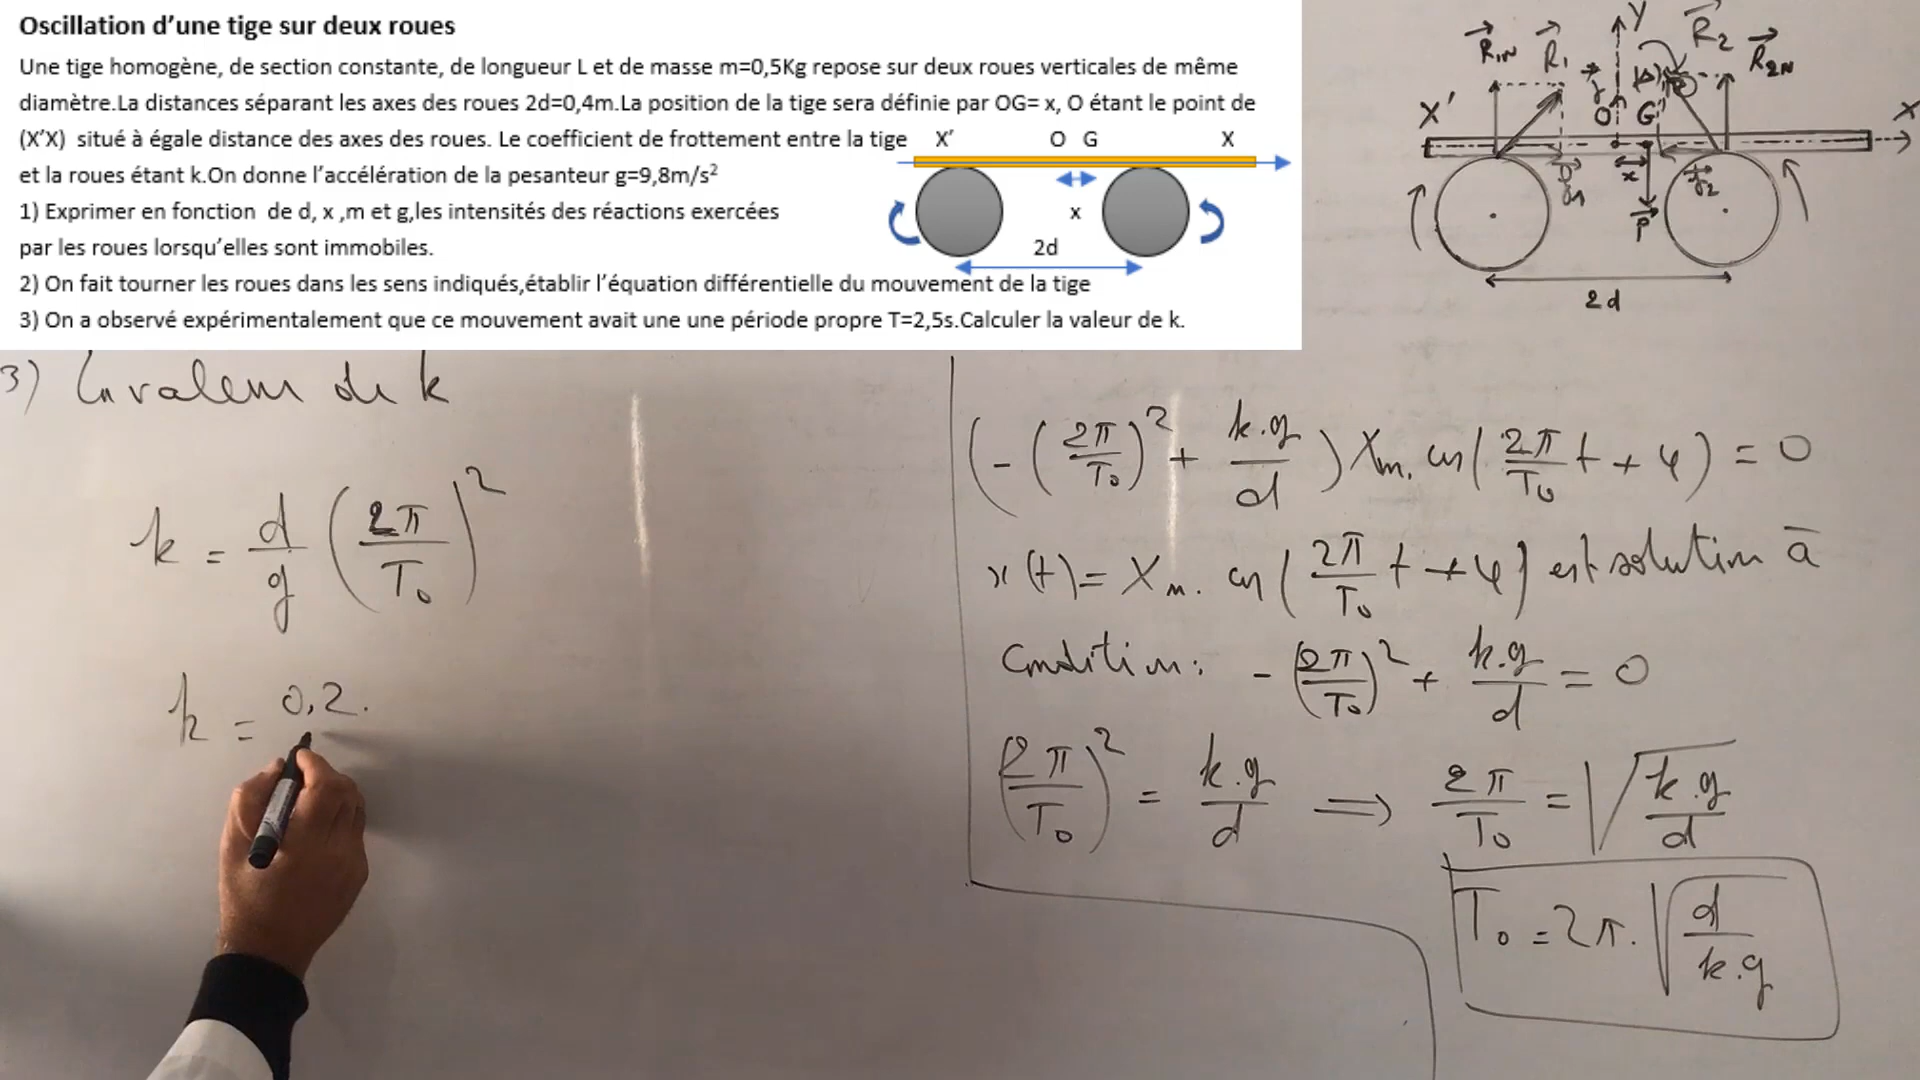 Oscillation d'une tige sur deux roues
Une tige homogène, de section constante, de longueur L et de masse m=0,5Kg repose sur deux roues verticales de même
diamètre.La distances séparant les axes des roues 2d=0,4m.La position de la tige sera définie par OG= x, O étant le point de
(X'X) situé à égale distance des axes des roues. Le coefficient de frottement entre la tige
et la roues étant k.On donne l'accélération de la pesanteur g=9,8m/s²
1) Exprimer en fonction de d, x ,m et g,les intensités des réactions exercées
par les roues lorsqu'elles sont immobiles.
2) On fait tourner les roues dans les sens indiqués,établir l'équation différentielle du mouvement de la tige
3) On a observé expérimentalement que ce mouvement avait une une période propre T=2,5s.Calculer la valeur de k.
X' O G X
x
2d
R₁N R₁ Y R₂ R₂N
X' O G X
x
P
2d
3) La valeur de k
k = d/g (2π/T₀)²
k = 0,2.
(-(2π/T₀)² + k.g/d) Xm. cos(2π/T₀ t + φ) = 0
x(t) = Xm. cos(2π/T₀ t + φ) est solution à
Condition: -(2π/T₀)² + k.g/d = 0
(2π/T₀)² = k.g/d ⟹ 2π/T₀ = √(k.g/d)
T₀ = 2π. √(d/k.g)